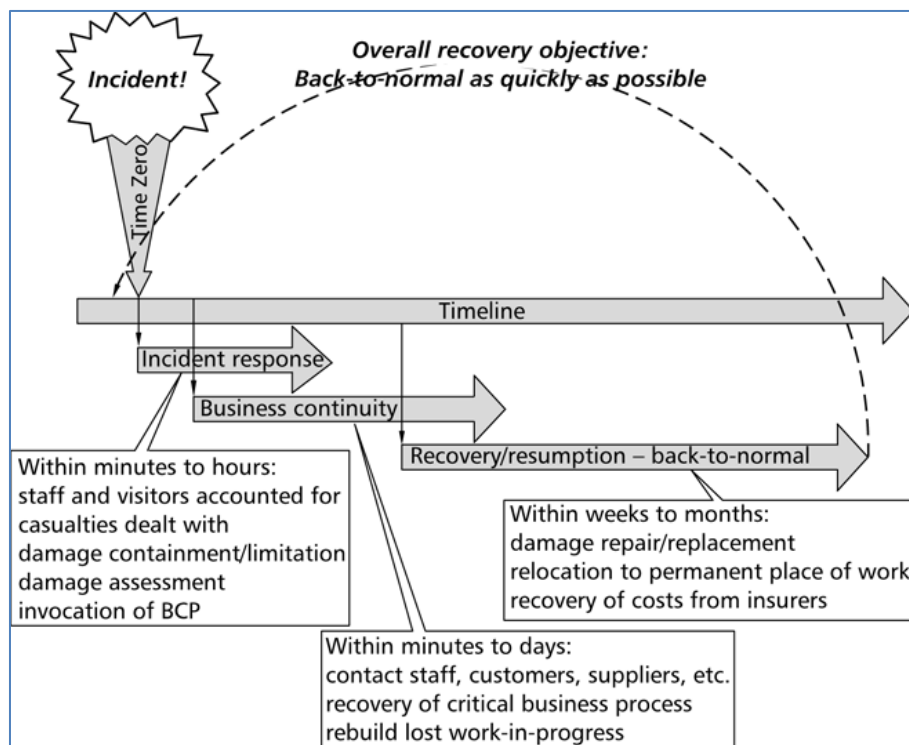 Overall recovery objective:
Back-to-normal as quickly as possible
Incident!
Time Zero
Timeline
Incident response
Business continuity
Recovery/resumption – back-to-normal
Within minutes to hours:
staff and visitors accounted for
casualties dealt with
damage containment/limitation
damage assessment
invocation of BCP
Within weeks to months:
damage repair/replacement
relocation to permanent place of work
recovery of costs from insurers
Within minutes to days:
contact staff, customers, suppliers, etc.
recovery of critical business process
rebuild lost work-in-progress